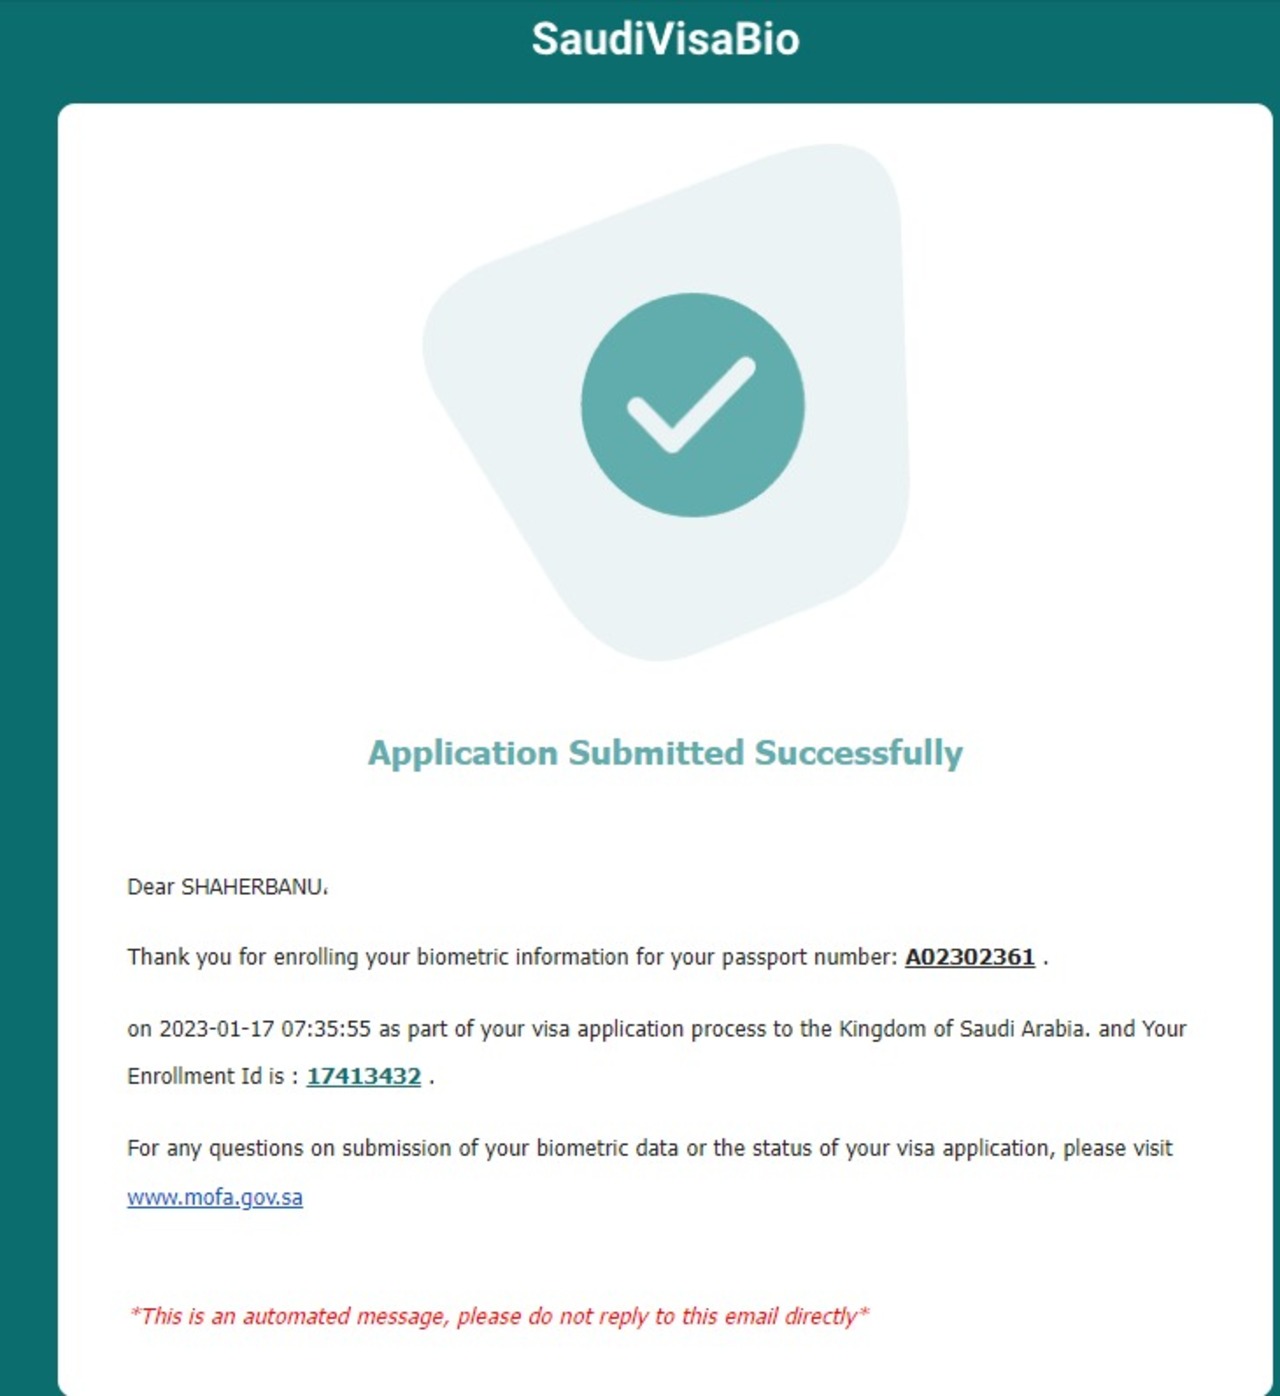 SaudiVisaBio
Application Submitted Successfully
Dear SHAHERBANU،
Thank you for enrolling your biometric information for your passport number: A02302361 .
on 2023-01-17 07:35:55 as part of your visa application process to the Kingdom of Saudi Arabia. and Your
Enrollment Id is : 17413432 .
For any questions on submission of your biometric data or the status of your visa application, please visit
www.mofa.gov.sa
*This is an automated message, please do not reply to this email directly*